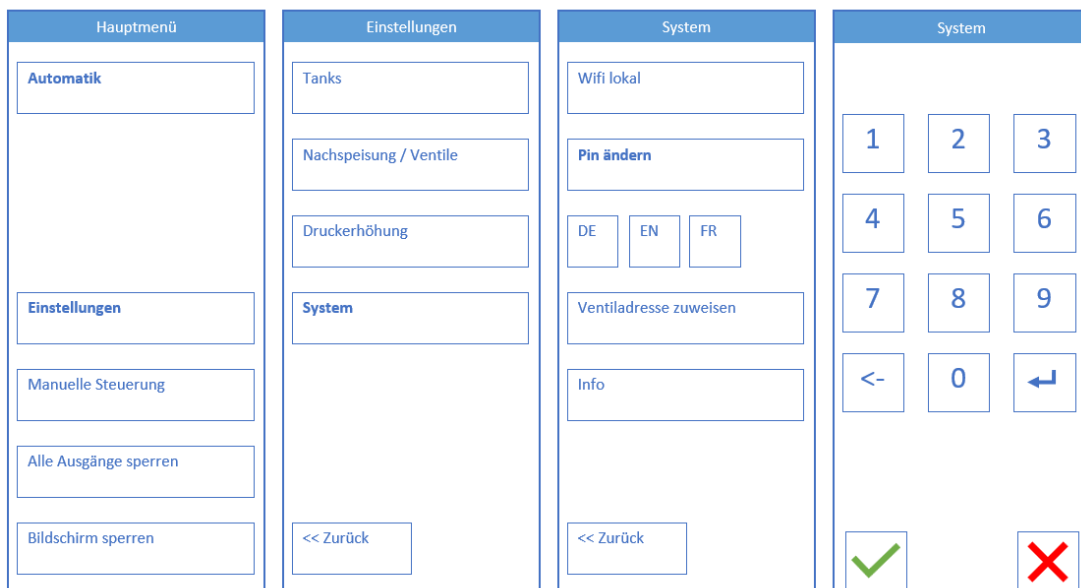 Hauptmenü
Automatik
Einstellungen
Manuelle Steuerung
Alle Ausgänge sperren
Bildschirm sperren
Einstellungen
Tanks
Nachspeisung / Ventile
Druckerhöhung
System
<< Zurück
System
Wifi lokal
Pin ändern
DE EN FR
Ventiladresse zuweisen
Info
<< Zurück
System
1 2 3
4 5 6
7 8 9
<- 0 ↵